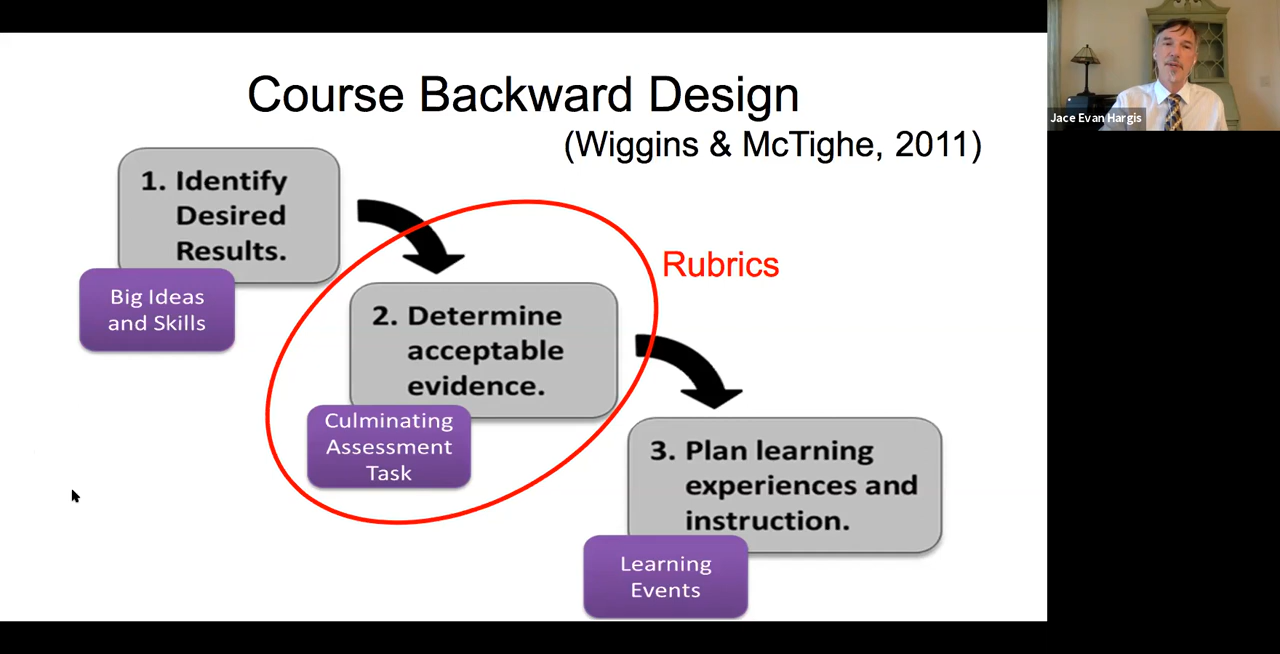 Course Backward Design
(Wiggins & McTighe, 2011)
Jace Evan Hargis
1. Identify
Desired
Results.
Big Ideas
and Skills
Rubrics
2. Determine
acceptable
evidence.
Culminating
Assessment
Task
3. Plan learning
experiences and
instruction.
Learning
Events